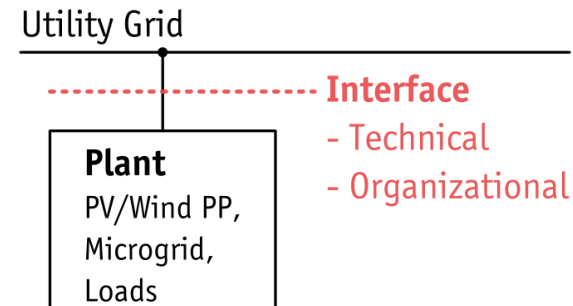 Utility Grid
Interface
- Technical
- Organizational
Plant
PV/Wind PP,
Microgrid,
Loads